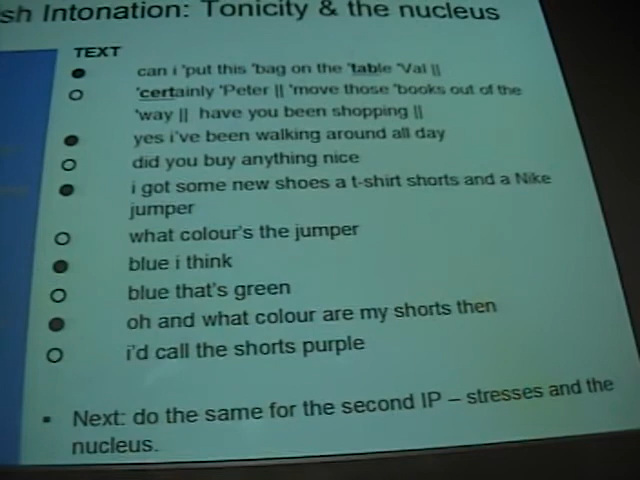 sh Intonation: Tonicity & the nucleus
TEXT
can i 'put this 'bag on the 'table 'Val ||
'certainly 'Peter || 'move those 'books out of the
'way || have you been shopping ||
yes i've been walking around all day
did you buy anything nice
i got some new shoes a t-shirt shorts and a Nike
jumper
what colour's the jumper
blue i think
blue that's green
oh and what colour are my shorts then
i'd call the shorts purple
Next: do the same for the second IP – stresses and the
nucleus.